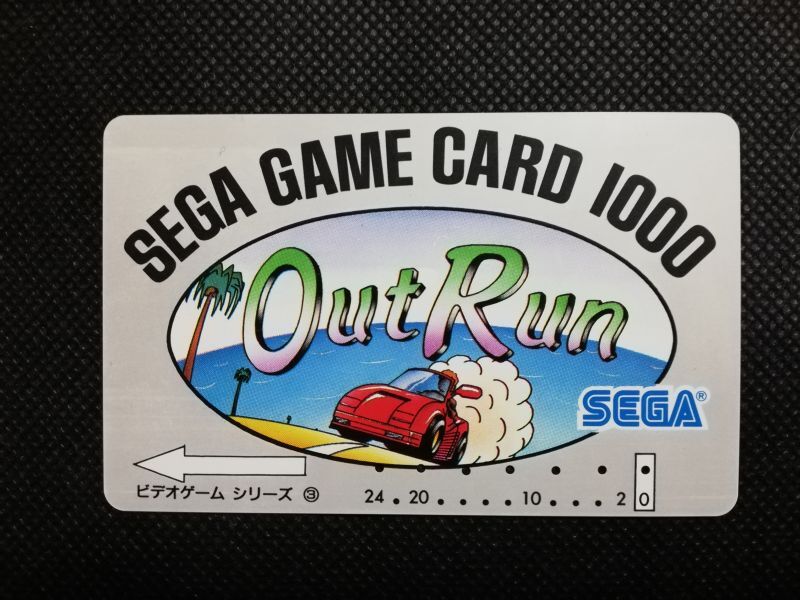 SEGA GAME CARD 1000
OutRun
SEGA®
ビデオゲーム シリーズ ③
24 . 20 . . . . 10 . . . 2 0